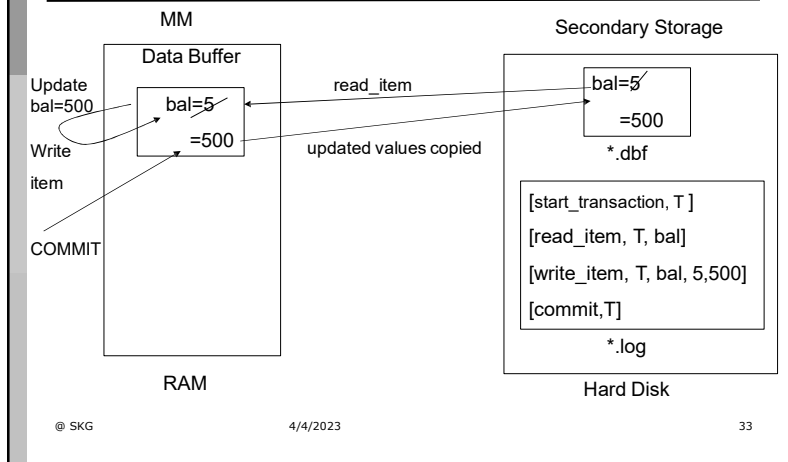 MM
Secondary Storage
Data Buffer
Update
bal=500
Write
item
COMMIT
bal=5
=500
read_item
updated values copied
bal=5
=500
*.dbf
[start_transaction, T ]
[read_item, T, bal]
[write_item, T, bal, 5,500]
[commit,T]
*.log
RAM
Hard Disk
@ SKG
4/4/2023
33